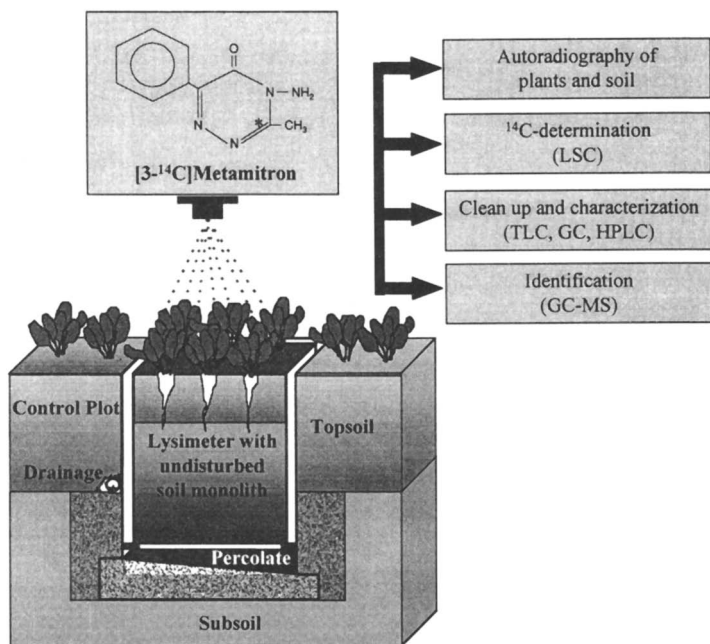 O
N—NH₂
N
N
*
CH₃
[3-¹⁴C]Metamitron
Autoradiography of
plants and soil
¹⁴C-determination
(LSC)
Clean up and characterization
(TLC, GC, HPLC)
Identification
(GC-MS)
Control Plot
Drainage
Lysimeter with
undisturbed
soil monolith
Topsoil
Percolate
Subsoil